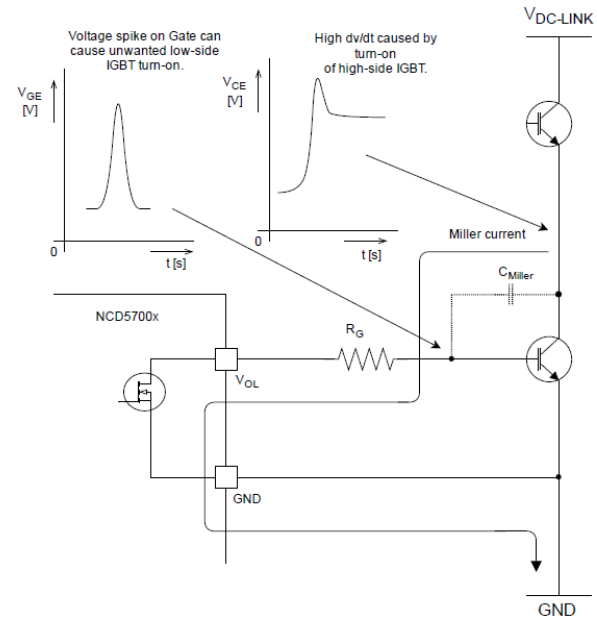 Voltage spike on Gate can
cause unwanted low-side
IGBT turn-on.
High dv/dt caused by
turn-on
of high-side IGBT.
VDC-LINK
VGE
[V]
VCE
[V]
0
t [s]
0
t [s]
Miller current
CMiller
NCD5700x
RG
VOL
GND
GND